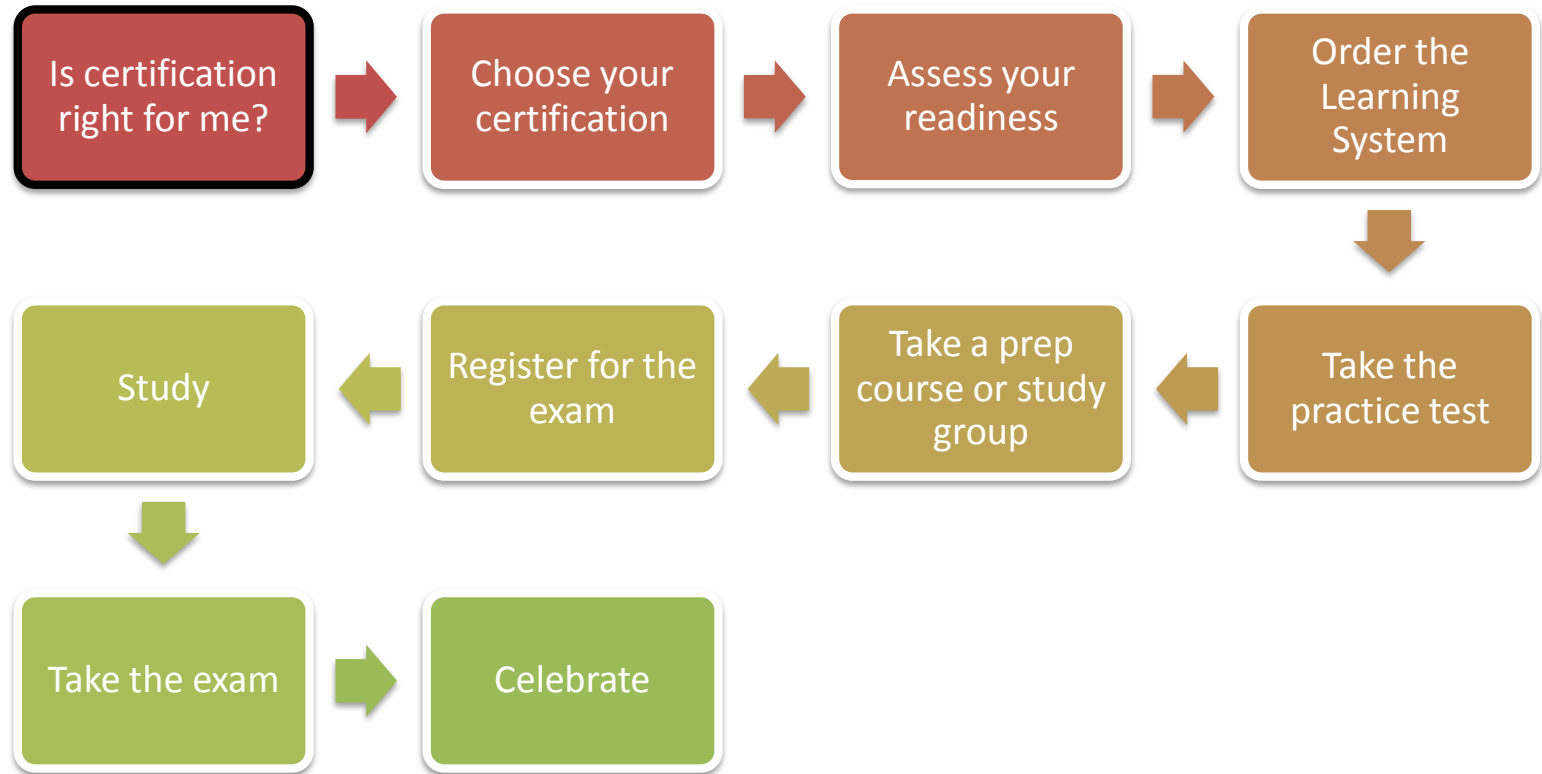 Is certification
right for me?
Choose your
certification
Assess your
readiness
Order the
Learning
System
Take the
practice test
Take a prep
course or study
group
Register for the
exam
Study
Take the exam
Celebrate